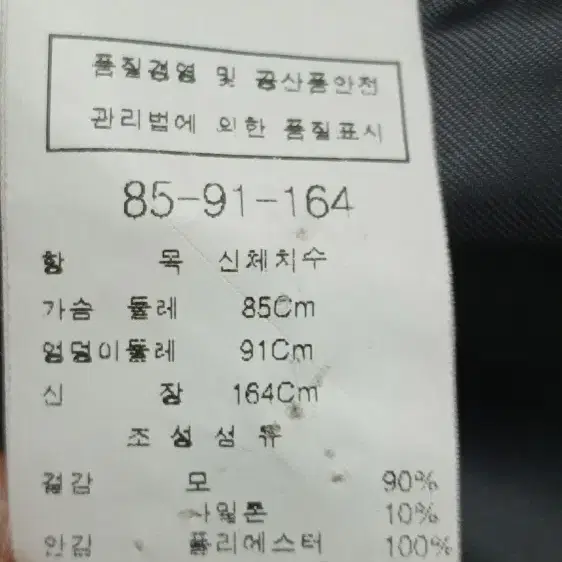 품질경영 및 공산품안전
관리법에 의한 품질표시
85-91-164
항 목 신체치수
가슴 둘레 85Cm
엉덩이둘레 91Cm
신 장 164Cm
조 성 섬 유
겉감 모 90%
나일론 10%
안감 폴리에스터 100%